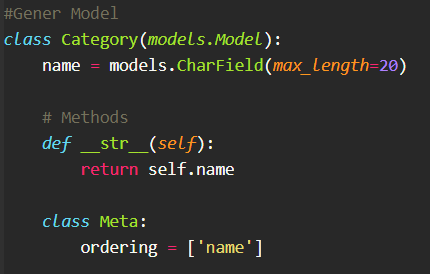 #Gener Model
class Category(models.Model):
    name = models.CharField(max_length=20)

    # Methods
    def __str__(self):
        return self.name

    class Meta:
        ordering = ['name']